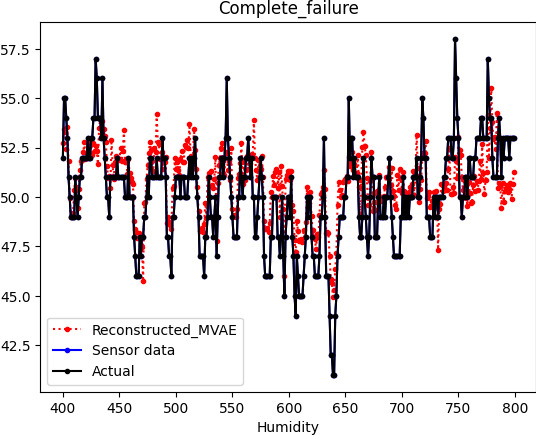 Complete_failure
57.5
55.0
52.5
50.0
47.5
45.0
42.5
Reconstructed_MVAE
Sensor data
Actual
400 450 500 550 600 650 700 750 800
Humidity